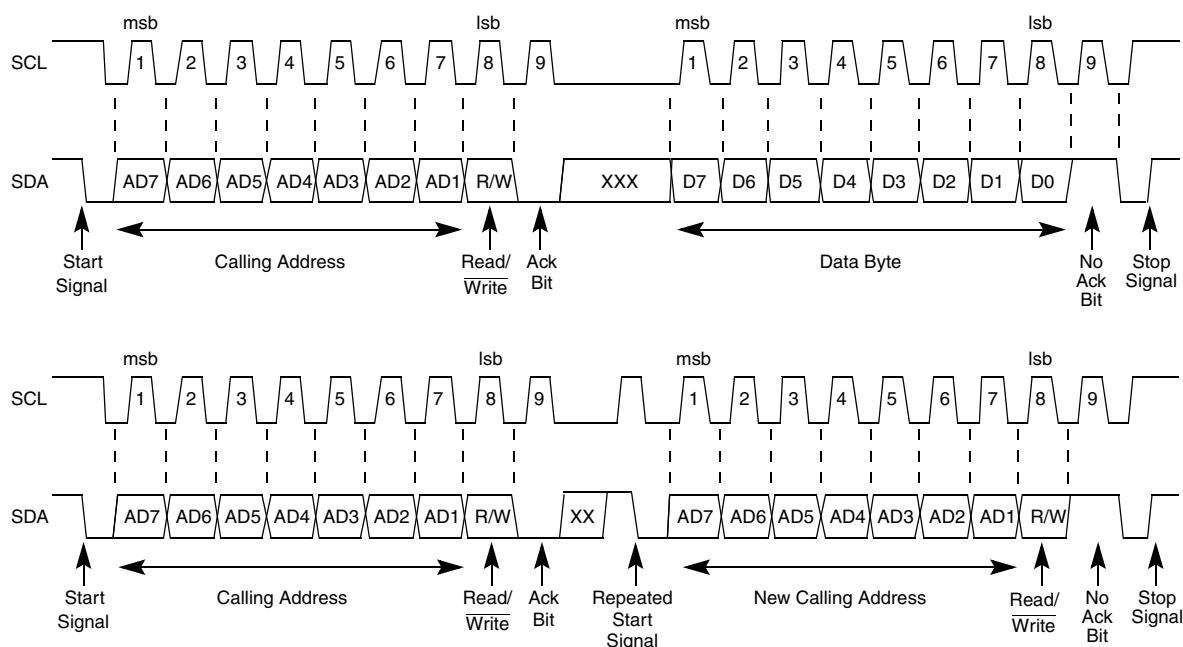 msb lsb msb lsb
SCL 1 2 3 4 5 6 7 8 9 1 2 3 4 5 6 7 8 9
SDA AD7 AD6 AD5 AD4 AD3 AD2 AD1 R/W XXX D7 D6 D5 D4 D3 D2 D1 D0
Start
Signal
Calling Address
Read/
Write
Ack
Bit
Data Byte
No
Ack
Bit
Stop
Signal
msb lsb msb lsb
SCL 1 2 3 4 5 6 7 8 9 1 2 3 4 5 6 7 8 9
SDA AD7 AD6 AD5 AD4 AD3 AD2 AD1 R/W XX AD7 AD6 AD5 AD4 AD3 AD2 AD1 R/W
Start
Signal
Calling Address
Read/
Write
Ack
Bit
Repeated
Start
Signal
New Calling Address
Read/
Write
No
Ack
Bit
Stop
Signal